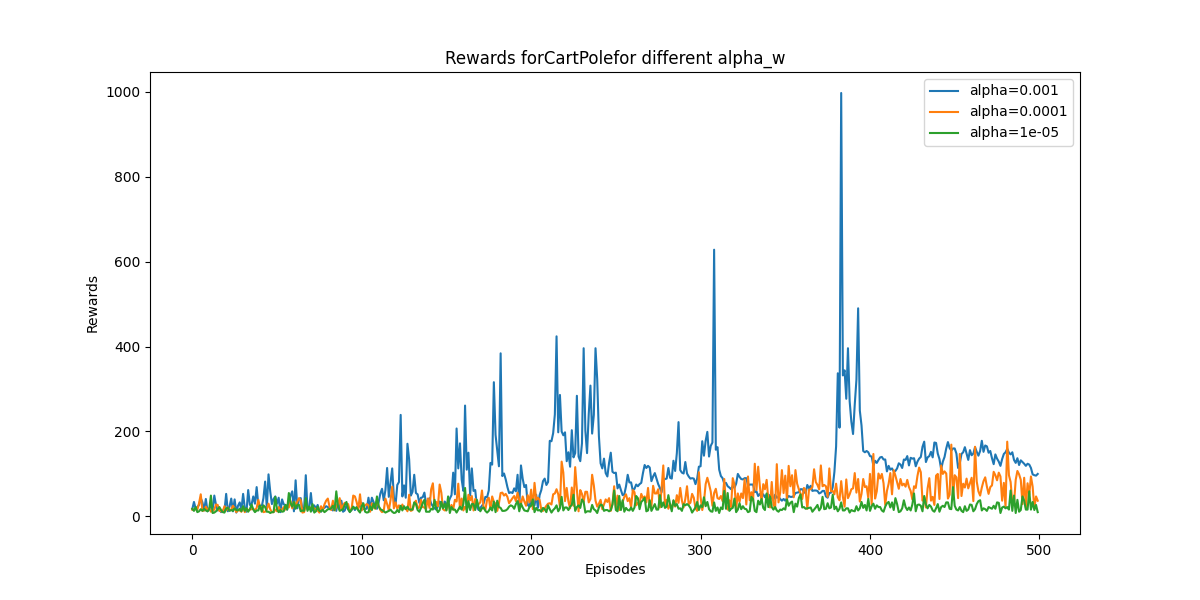 Rewards forCartPolefor different alpha_w
alpha=0.001
alpha=0.0001
alpha=1e-05
1000
800
600
400
200
0
Rewards
0 100 200 300 400 500
Episodes